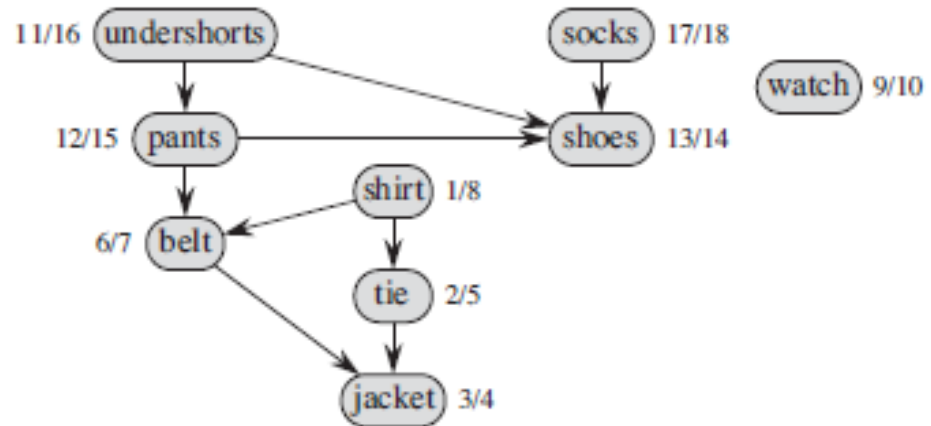 11/16 undershorts socks 17/18
watch 9/10
12/15 pants shoes 13/14
shirt 1/8
6/7 belt
tie 2/5
jacket 3/4